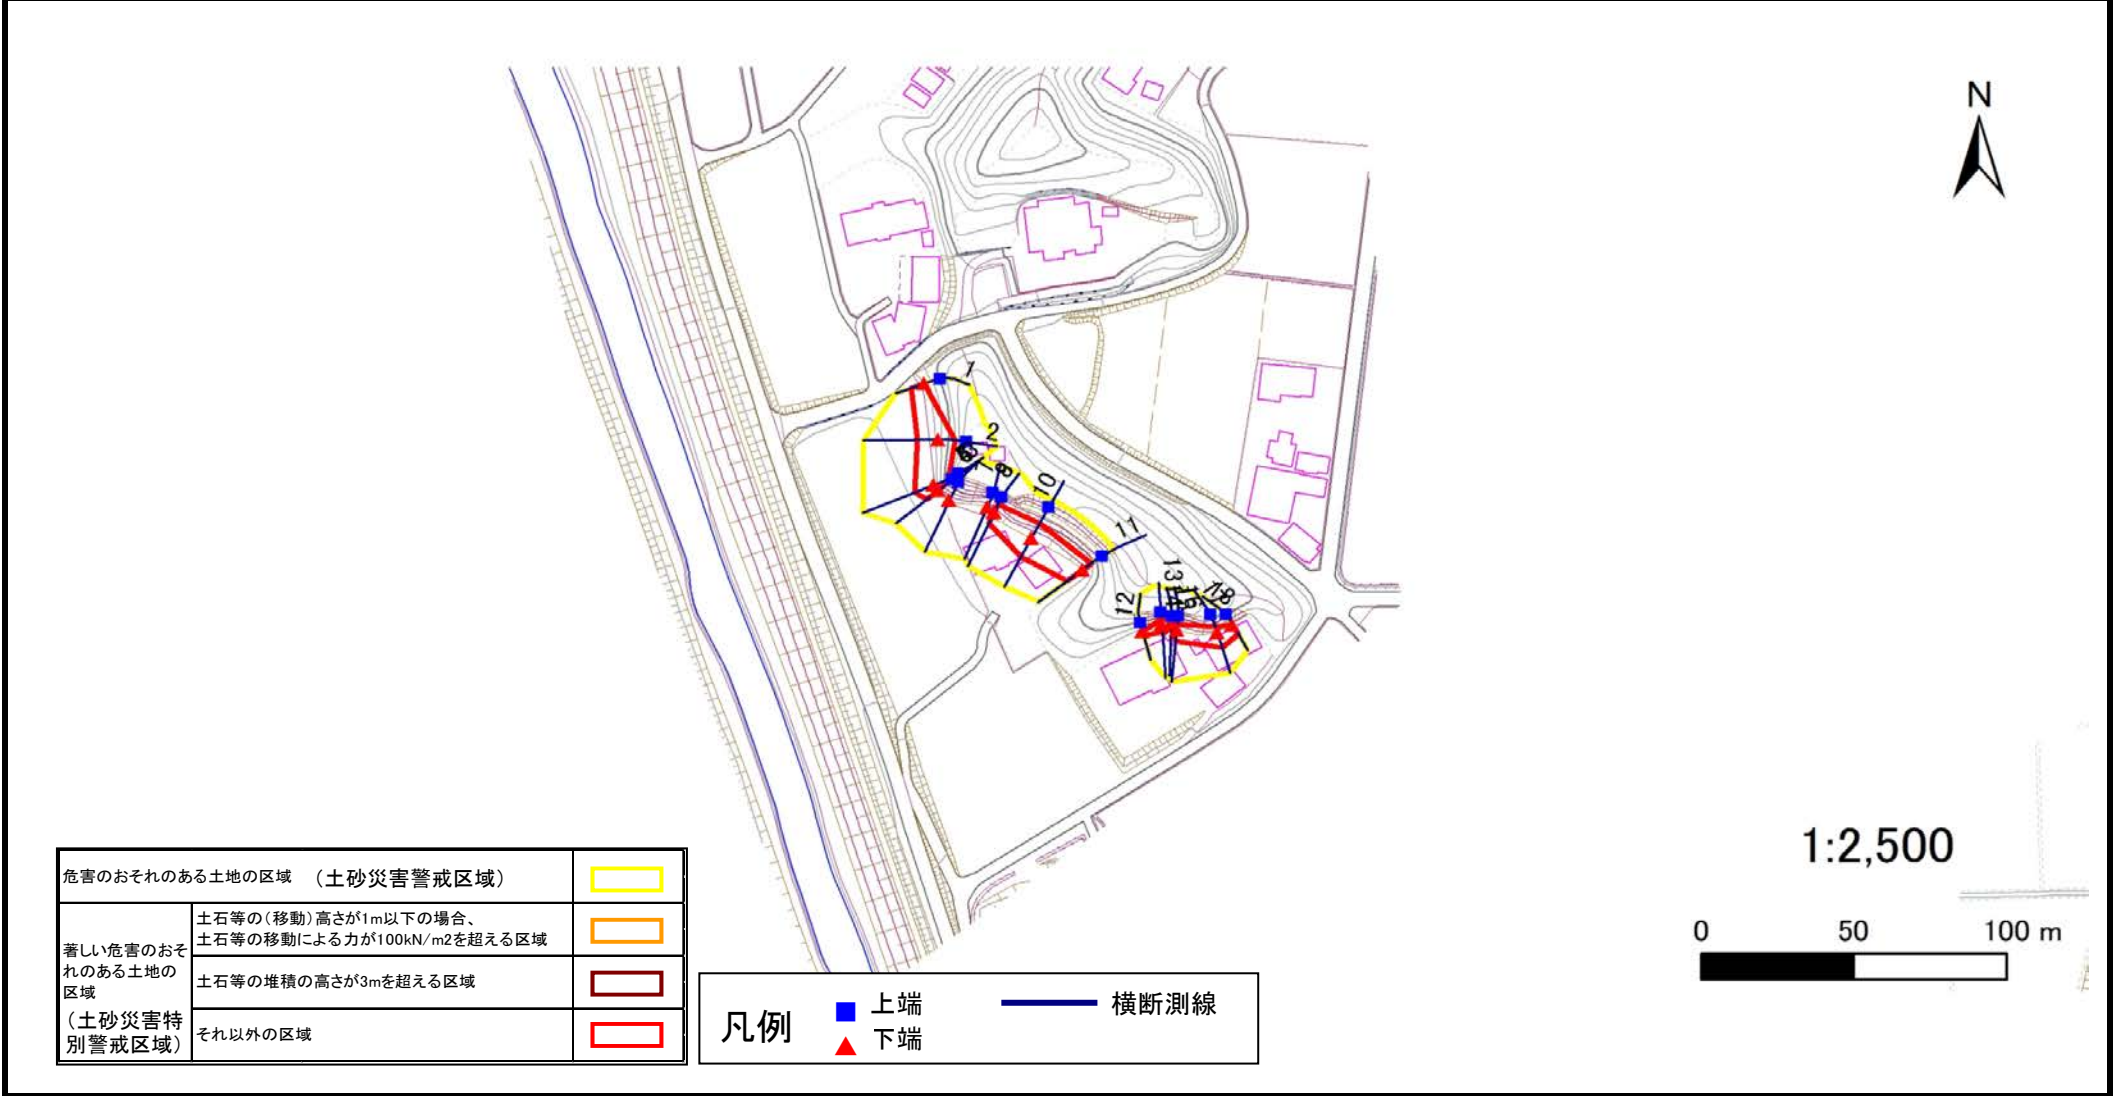 N
1
2
10
11
13
12
18
1:2,500
0 50 100 m
危害のおそれのある土地の区域 （土砂災害警戒区域）
著しい危害のおそ
れのある土地の
区域
（土砂災害特
別警戒区域）
土石等の（移動）高さが1m以下の場合、
土石等の移動による力が100kN/m2を超える区域
土石等の堆積の高さが3mを超える区域
それ以外の区域
凡例
上端
下端
横断測線